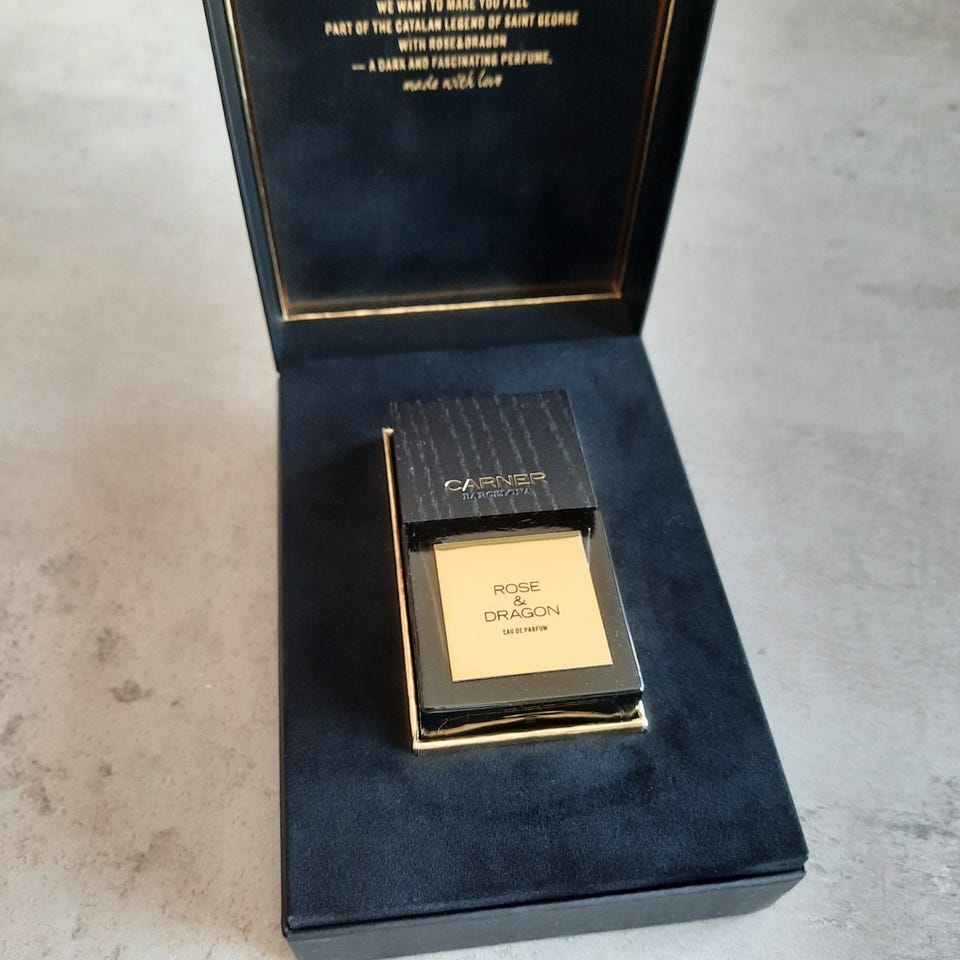 WE WANT TO MAKE YOU FEEL
PART OF THE CATALAN LEGEND OF SAINT GEORGE
WITH ROSE&DRAGON
— A DARK AND FASCINATING PERFUME,
made with love
CARNER
BARCELONA
ROSE
&
DRAGON
EAU DE PARFUM